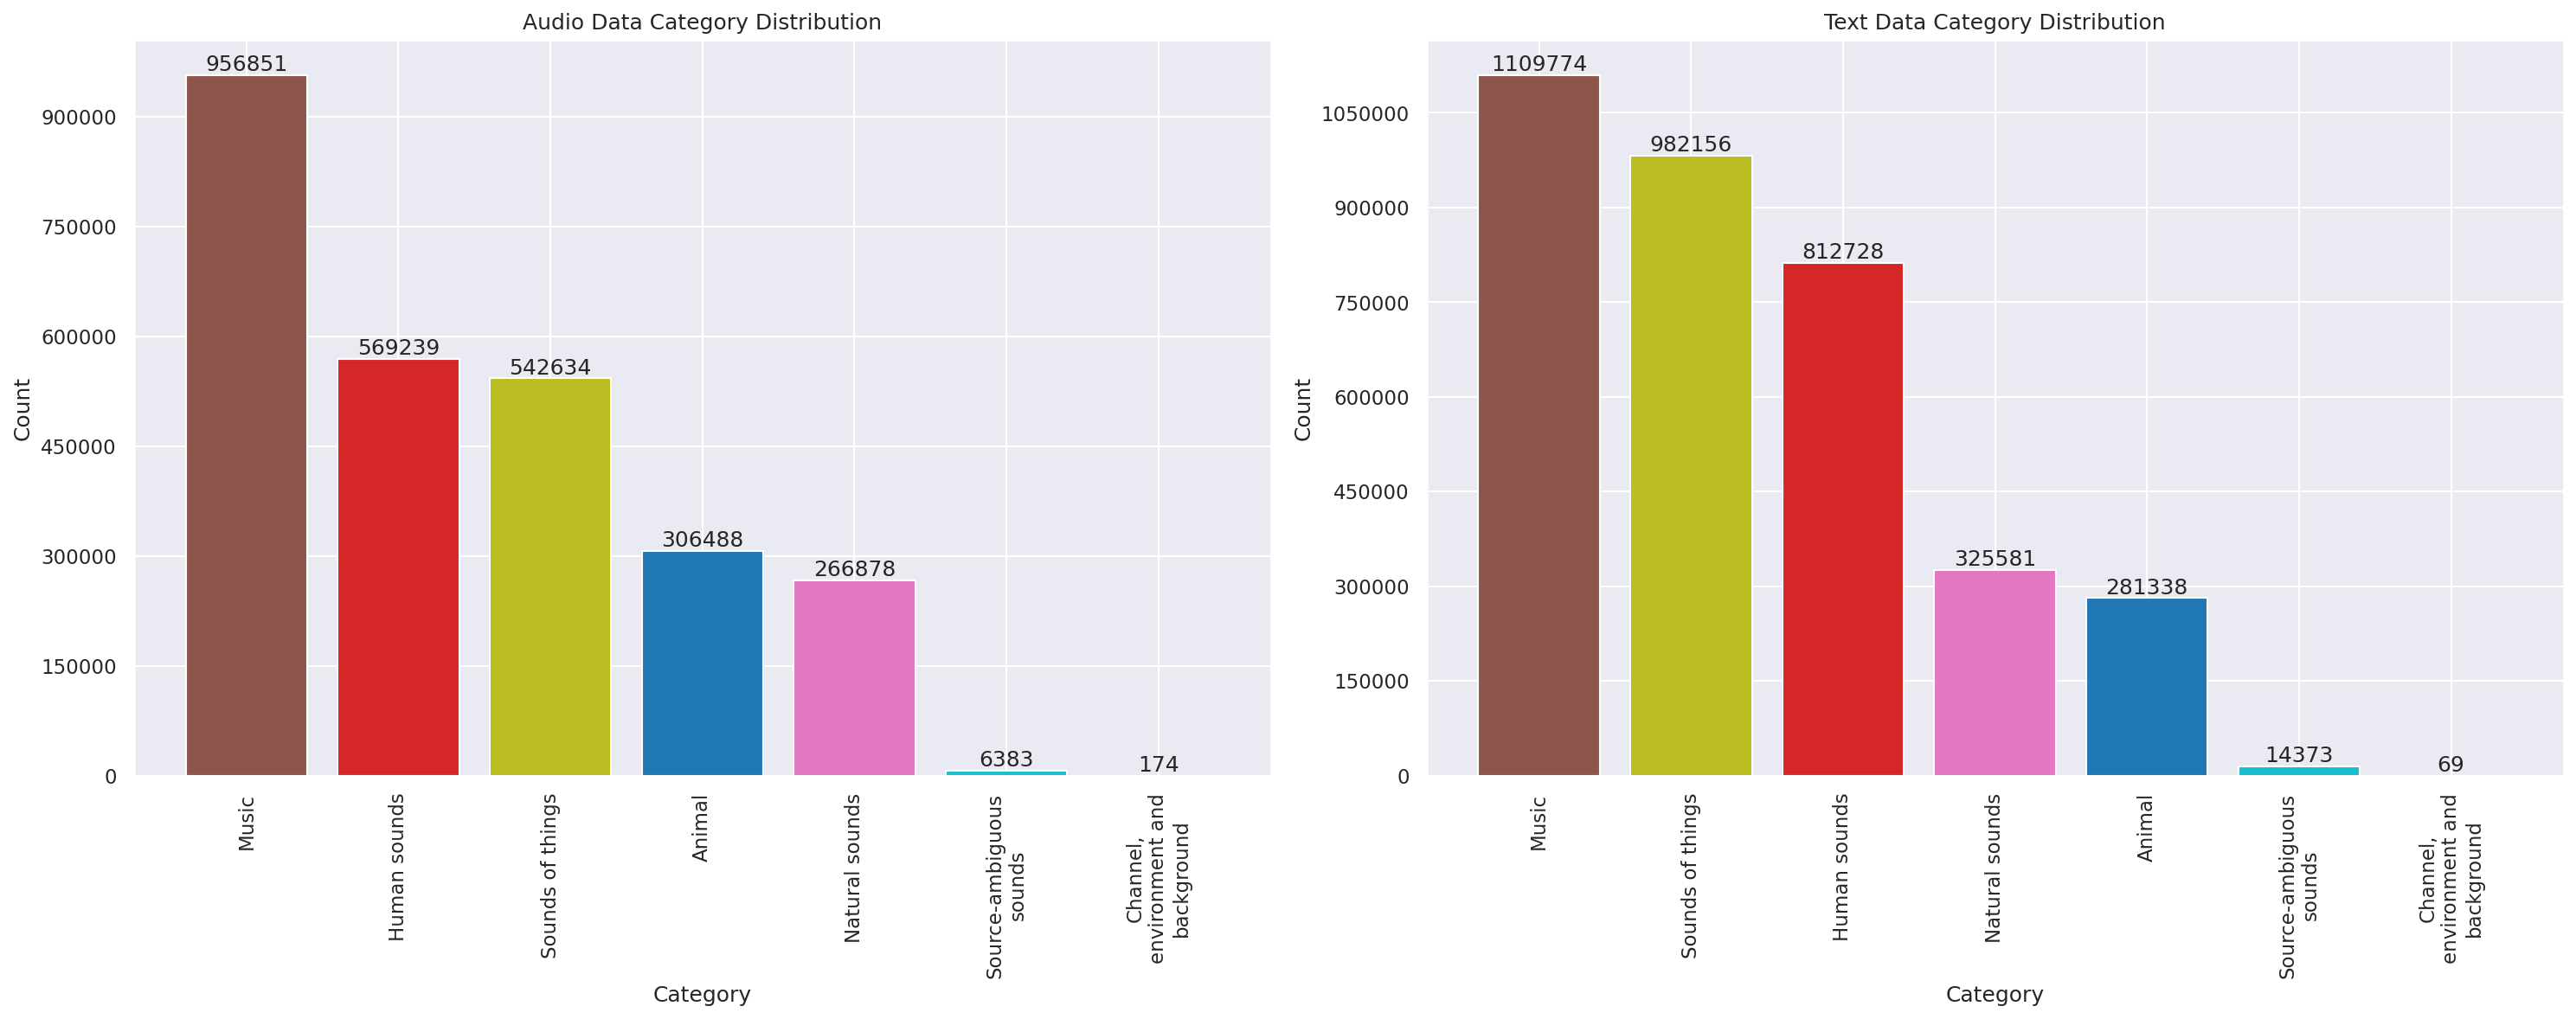 Audio Data Category Distribution
Count
900000
750000
600000
450000
300000
150000
0
956851
569239
542634
306488
266878
6383
174
Music
Human sounds
Sounds of things
Animal
Natural sounds
Source-ambiguous
sounds
Channel,
environment and
background
Category
Text Data Category Distribution
Count
1050000
900000
750000
600000
450000
300000
150000
0
1109774
982156
812728
325581
281338
14373
69
Music
Sounds of things
Human sounds
Natural sounds
Animal
Source-ambiguous
sounds
Channel,
environment and
background
Category